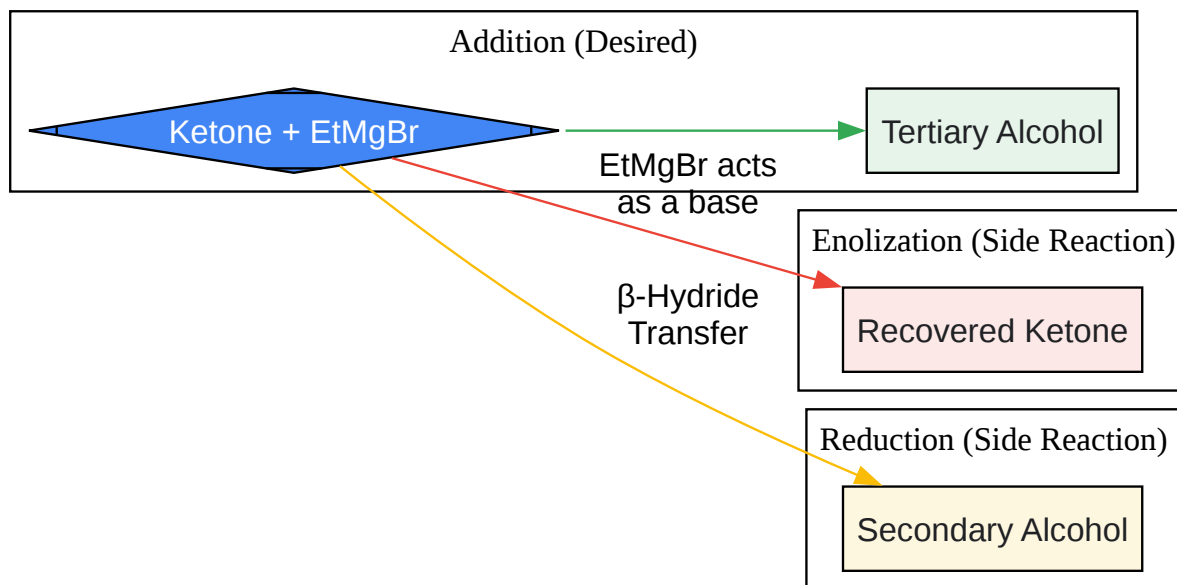 Addition (Desired)
Ketone + EtMgBr
Tertiary Alcohol
EtMgBr acts
as a base
Enolization (Side Reaction)
Recovered Ketone
β-Hydride
Transfer
Reduction (Side Reaction)
Secondary Alcohol